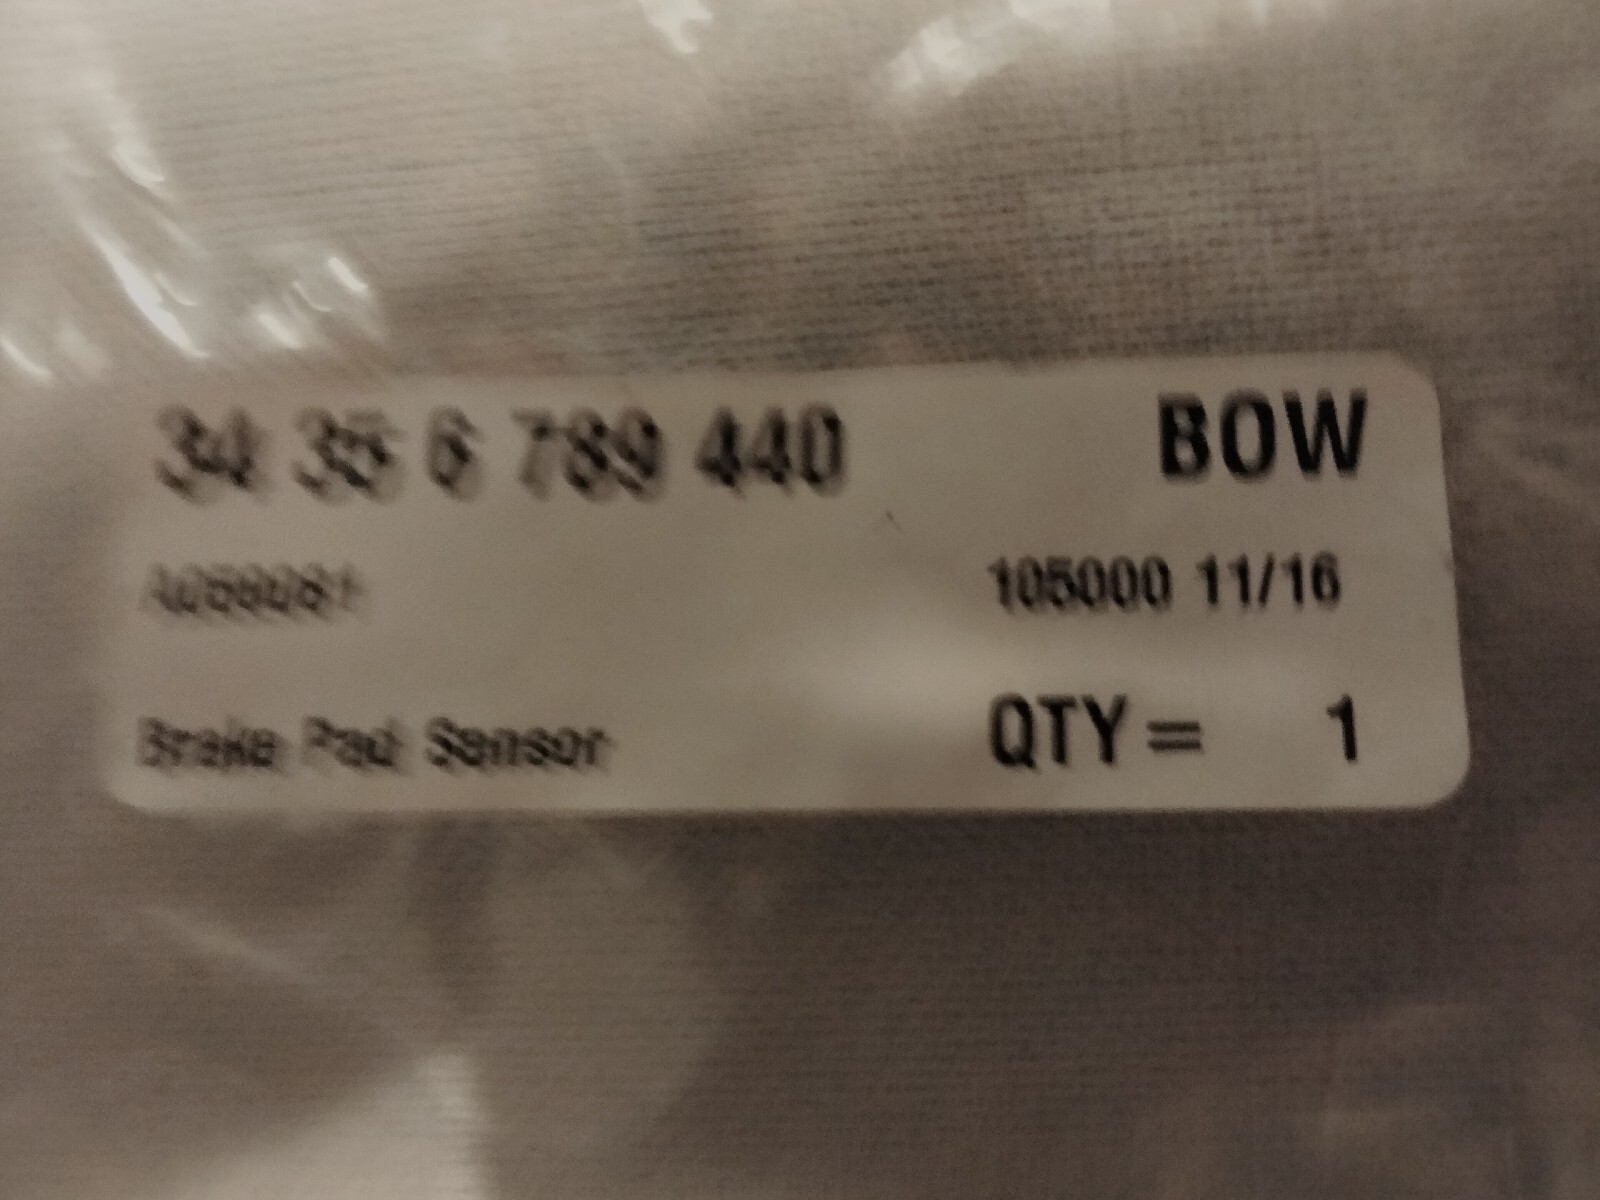 34 35 6 789 440 BOW
105000 11/16
Brake Pad Sensor QTY = 1